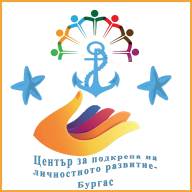 Център за подкрепа на
личностното развитие-
Бургас